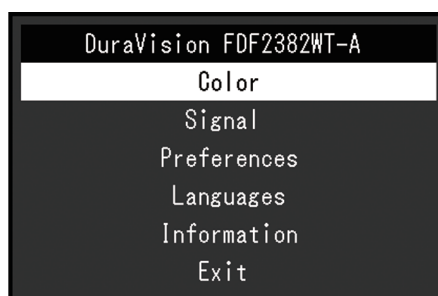 DuraVision FDF2382WT-A
Color
Signal
Preferences
Languages
Information
Exit